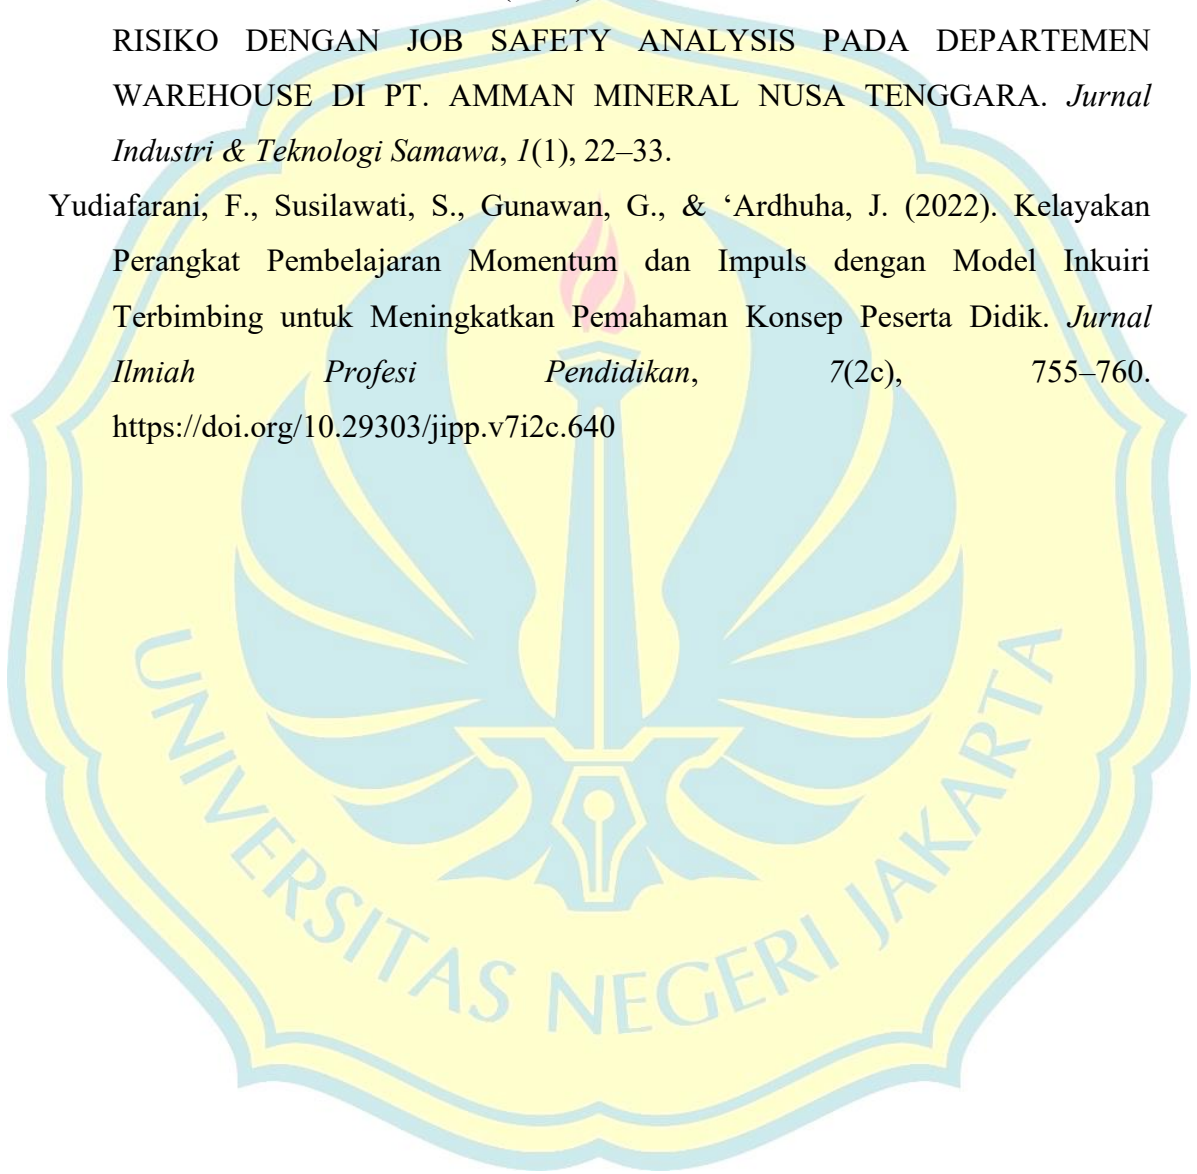 RISIKO DENGAN JOB SAFETY ANALYSIS PADA DEPARTEMEN
WAREHOUSE DI PT. AMMAN MINERAL NUSA TENGGARA. Jurnal
Industri & Teknologi Samawa, 1(1), 22–33.
Yudiafarani, F., Susilawati, S., Gunawan, G., & ‘Ardhuha, J. (2022). Kelayakan
Perangkat Pembelajaran Momentum dan Impuls dengan Model Inkuiri
Terbimbing untuk Meningkatkan Pemahaman Konsep Peserta Didik. Jurnal
Ilmiah Profesi Pendidikan, 7(2c), 755–760.
https://doi.org/10.29303/jipp.v7i2c.640
UNIVERSITAS NEGERI JAKARTA